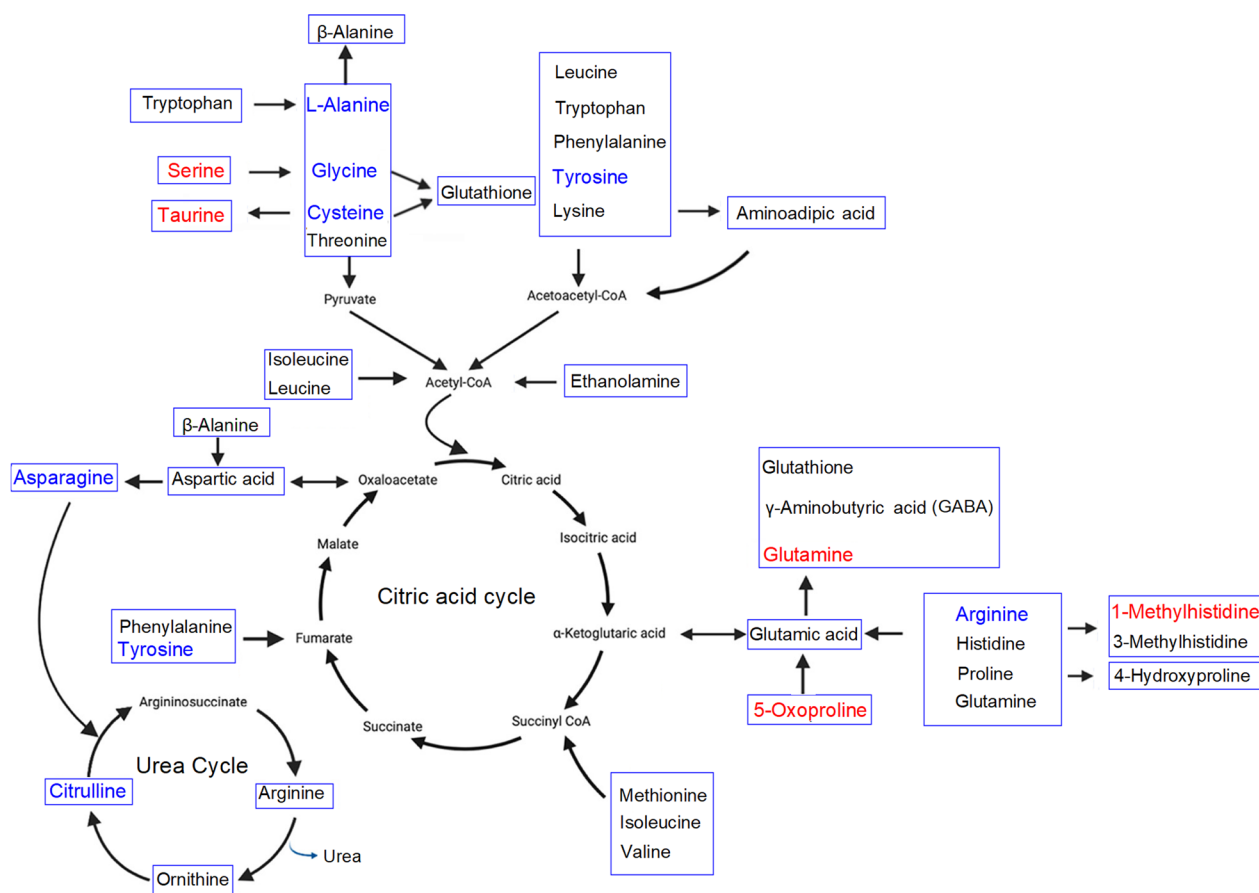 β-Alanine
Tryptophan
L-Alanine
Serine
Glycine
Taurine
Cysteine
Threonine
Glutathione
Leucine
Tryptophan
Phenylalanine
Tyrosine
Lysine
Aminoadipic acid
Pyruvate
Acetoacetyl-CoA
Isoleucine
Leucine
Acetyl-CoA
Ethanolamine
β-Alanine
Asparagine
Aspartic acid
Oxaloacetate
Citric acid
Glutathione
γ-Aminobutyric acid (GABA)
Glutamine
Malate
Isocitric acid
Citric acid cycle
Phenylalanine
Tyrosine
Fumarate
α-Ketoglutaric acid
Glutamic acid
Arginine
Histidine
Proline
Glutamine
1-Methylhistidine
3-Methylhistidine
4-Hydroxyproline
5-Oxoproline
Argininosuccinate
Succinate
Succinyl CoA
Urea Cycle
Citrulline
Arginine
Methionine
Isoleucine
Valine
Urea
Ornithine